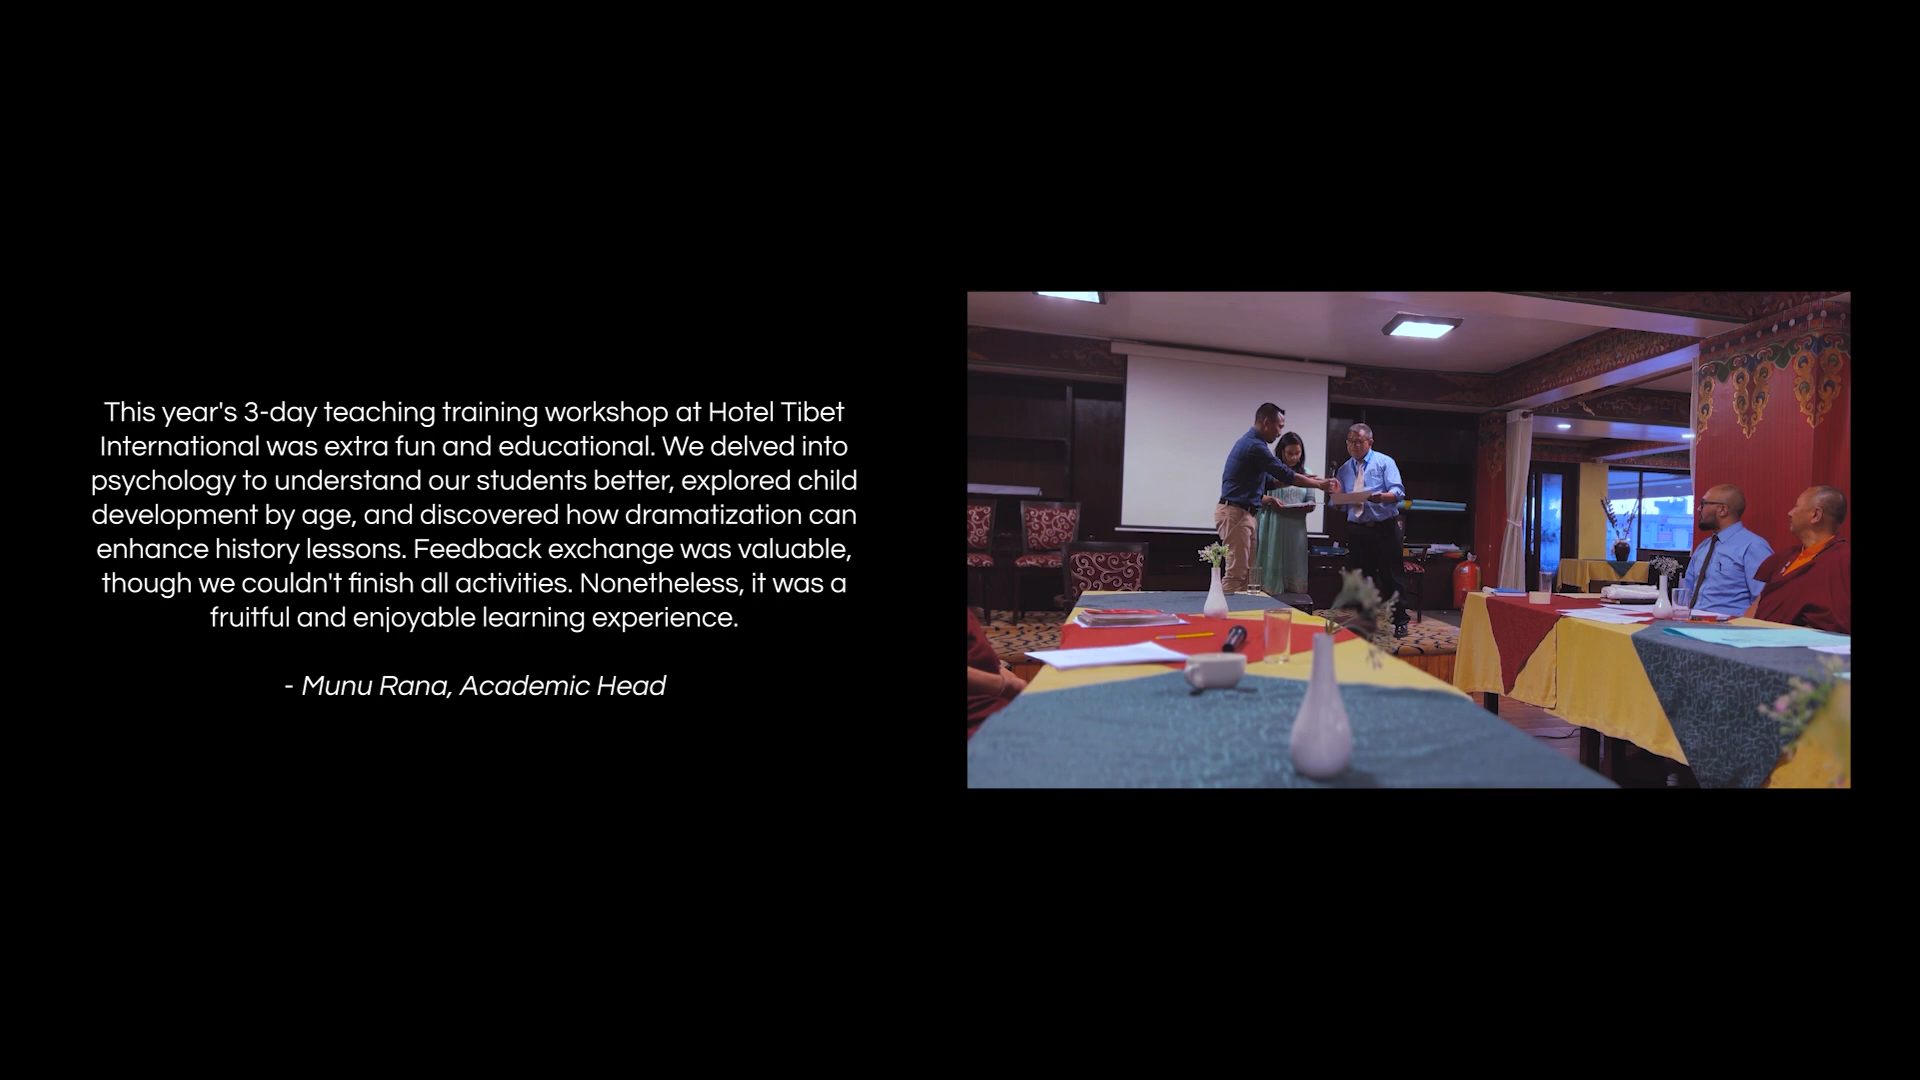 This year's 3-day teaching training workshop at Hotel Tibet
International was extra fun and educational. We delved into
psychology to understand our students better, explored child
development by age, and discovered how dramatization can
enhance history lessons. Feedback exchange was valuable,
though we couldn't finish all activities. Nonetheless, it was a
fruitful and enjoyable learning experience.
- Munu Rana, Academic Head